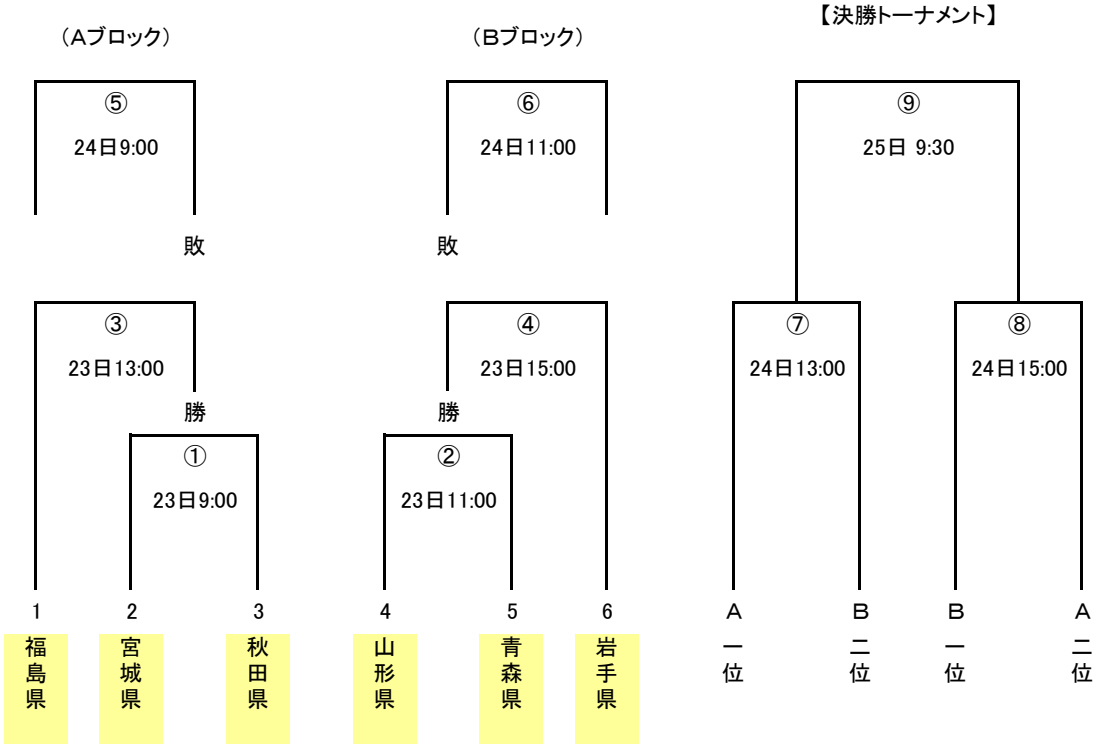 【決勝トーナメント】
（Aブロック）
（Bブロック）
⑤
24日9:00
敗
⑥
24日11:00
敗
⑨
25日 9:30
③
23日13:00
勝
④
23日15:00
勝
⑦
24日13:00
⑧
24日15:00
①
23日9:00
②
23日11:00
1
福島県
2
宮城県
3
秋田県
4
山形県
5
青森県
6
岩手県
A一位
B二位
B一位
A二位